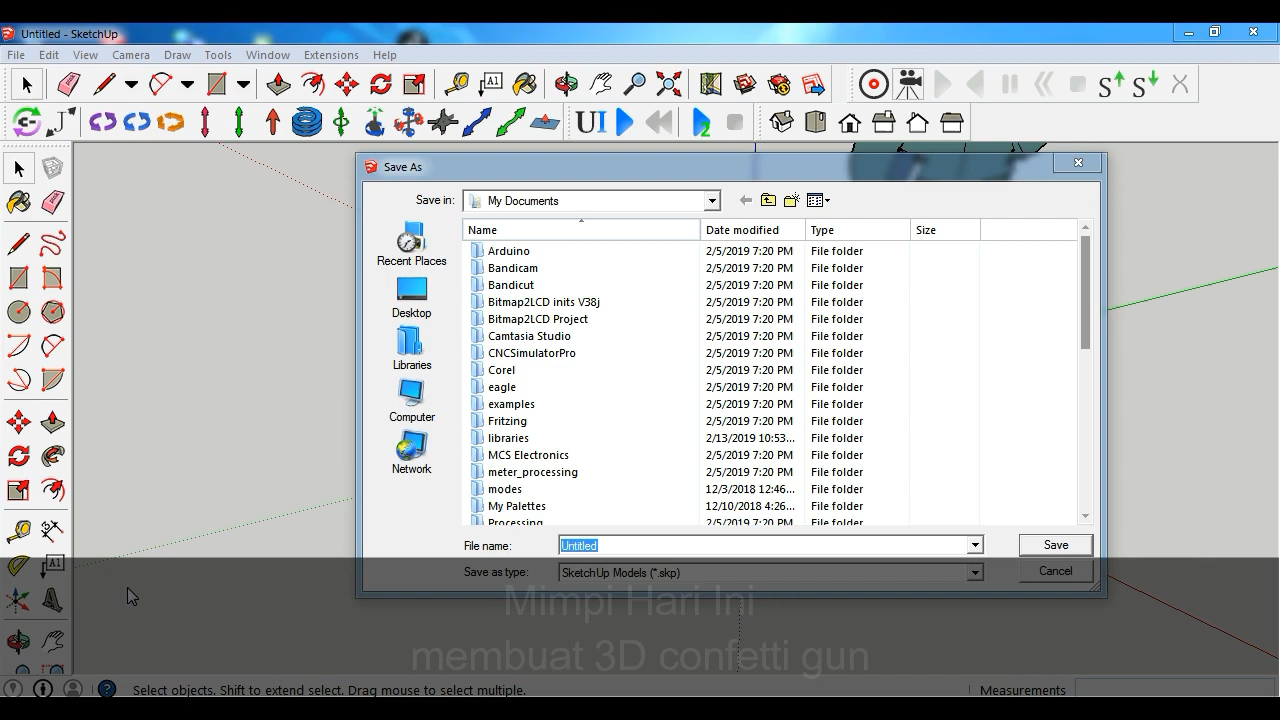 Untitled - SketchUp
File Edit View Camera Draw Tools Window Extensions Help
A1
S S
UI 2
Save As
Save in: My Documents
Name Date modified Type Size
Recent Places
Desktop
Libraries
Computer
Network
Arduino 2/5/2019 7:20 PM File folder
Bandicam 2/5/2019 7:20 PM File folder
Bandicut 2/5/2019 7:20 PM File folder
Bitmap2LCD inits V38j 2/5/2019 7:20 PM File folder
Bitmap2LCD Project 2/5/2019 7:20 PM File folder
Camtasia Studio 2/5/2019 7:20 PM File folder
CNCSimulatorPro 2/5/2019 7:20 PM File folder
Corel 2/5/2019 7:20 PM File folder
eagle 2/5/2019 7:20 PM File folder
examples 2/5/2019 7:20 PM File folder
Fritzing 2/5/2019 7:20 PM File folder
libraries 2/13/2019 10:53... File folder
MCS Electronics 2/5/2019 7:20 PM File folder
meter_processing 2/5/2019 7:20 PM File folder
modes 12/3/2018 12:46... File folder
My Palettes 12/10/2018 4:26... File folder
Processing 2/5/2019 7:20 PM File folder
File name: Untitled Save
Save as type: SketchUp Models (*.skp) Cancel
A1
Mimpi Hari Ini
membuat 3D confetti gun
Select objects. Shift to extend select. Drag mouse to select multiple. Measurements